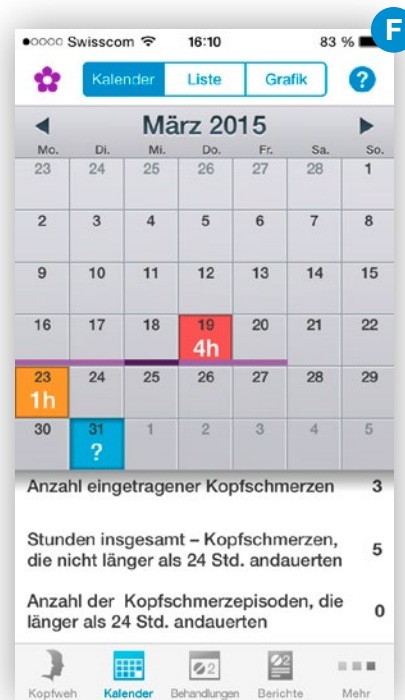 F
Swisscom 16:10 83 %
Kalender Liste Grafik ?
März 2015
Mo. Di. Mi. Do. Fr. Sa. So.
23 24 25 26 27 28 1
2 3 4 5 6 7 8
9 10 11 12 13 14 15
16 17 18 19 20 21 22
4h
23 24 25 26 27 28 29
1h
30 31 1 2 3 4 5
?
Anzahl eingetragener Kopfschmerzen 3
Stunden insgesamt – Kopfschmerzen,
die nicht länger als 24 Std. andauerten 5
Anzahl der Kopfschmerzepisoden, die
länger als 24 Std. andauerten 0
Kopfweh Kalender Behandlungen Berichte Mehr